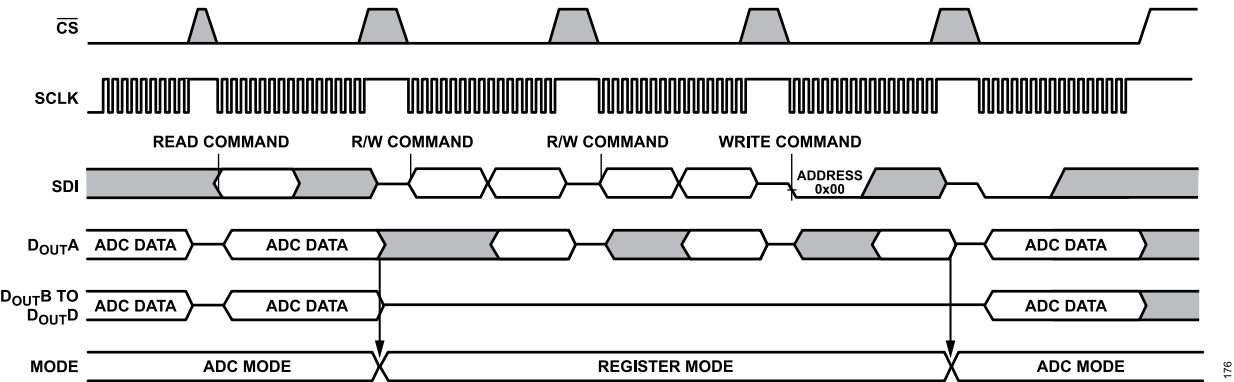 CS
SCLK
READ COMMAND R/W COMMAND R/W COMMAND WRITE COMMAND
SDI ADDRESS
0x00
DOUTA ADC DATA ADC DATA ADC DATA
DOUTB TO
DOUTD ADC DATA ADC DATA ADC DATA
MODE ADC MODE REGISTER MODE ADC MODE
176